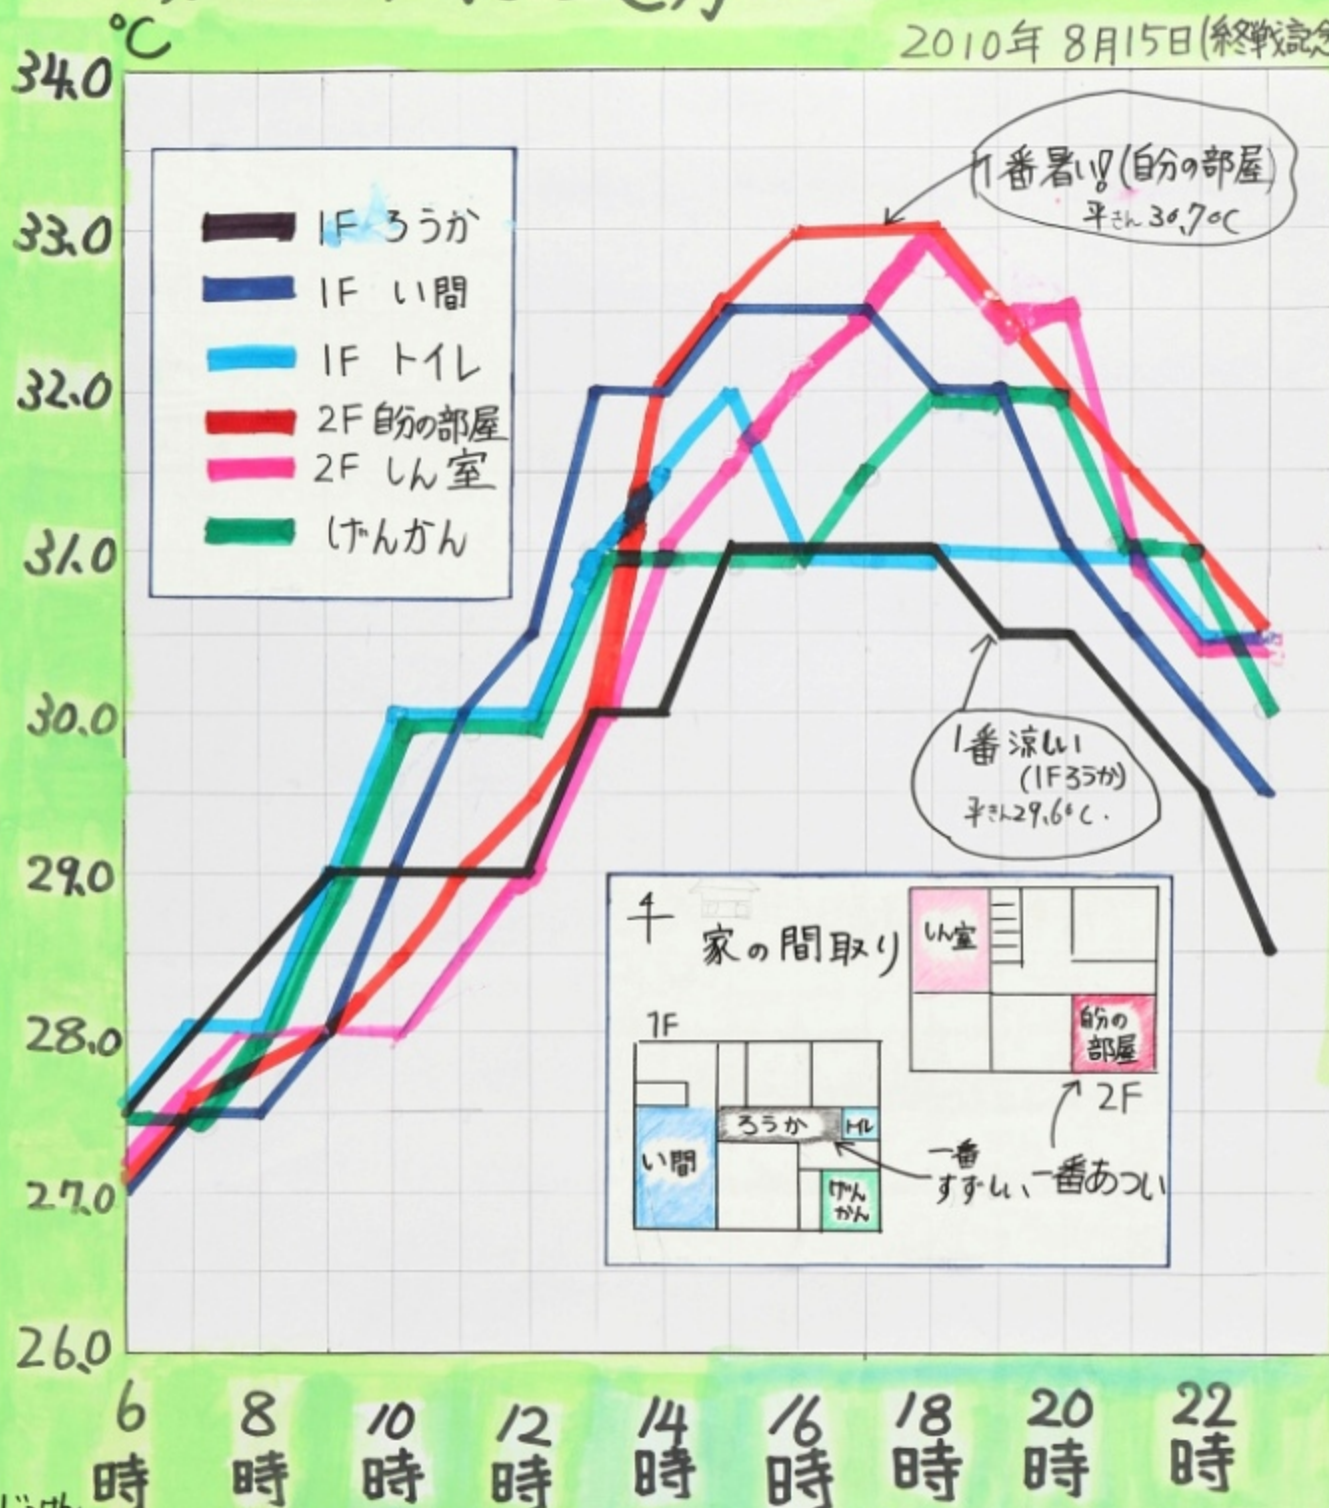 ℃
2010年 8月15日(終戦記念
34.0
33.0
32.0
31.0
30.0
29.0
28.0
27.0
26.0
1F ろうか
1F い間
1F トイレ
2F 自分の部屋
2F しん室
げんかん
1番暑い!(自分の部屋)
平きん30.7℃
1番涼しい
(1Fろうか)
平きん29.6℃.
家の間取り
しん室
自分の
部屋
2F
1F
ろうか
トイレ
い間
げん
かん
一番
すずしい
一番あつい
6 8 10 12 14 16 18 20 22
時 時 時 時 時 時 時 時 時